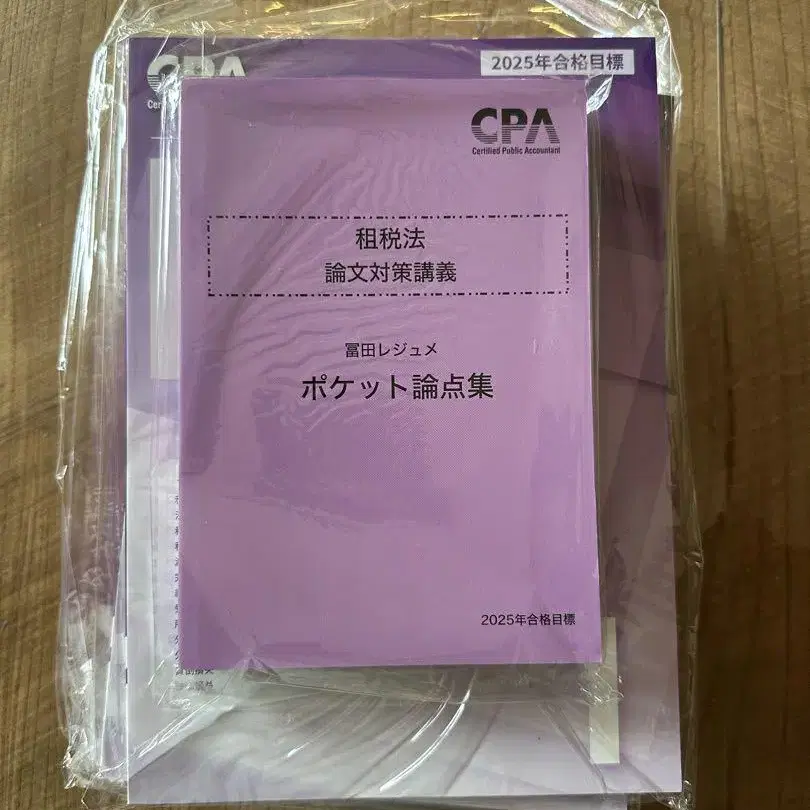 2025年合格目標
CPA
CPA
Certified Public Accountant
租税法
論文対策講義
冨田レジュメ
ポケット論点集
2025年合格目標